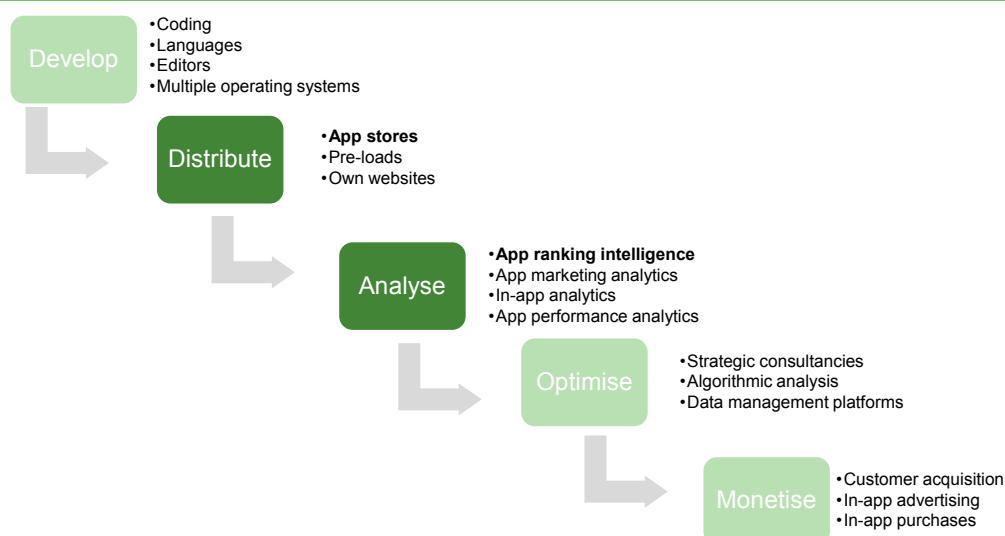 Develop
•Coding
•Languages
•Editors
•Multiple operating systems
Distribute
•App stores
•Pre-loads
•Own websites
Analyse
•App ranking intelligence
•App marketing analytics
•In-app analytics
•App performance analytics
Optimise
•Strategic consultancies
•Algorithmic analysis
•Data management platforms
Monetise
•Customer acquisition
•In-app advertising
•In-app purchases